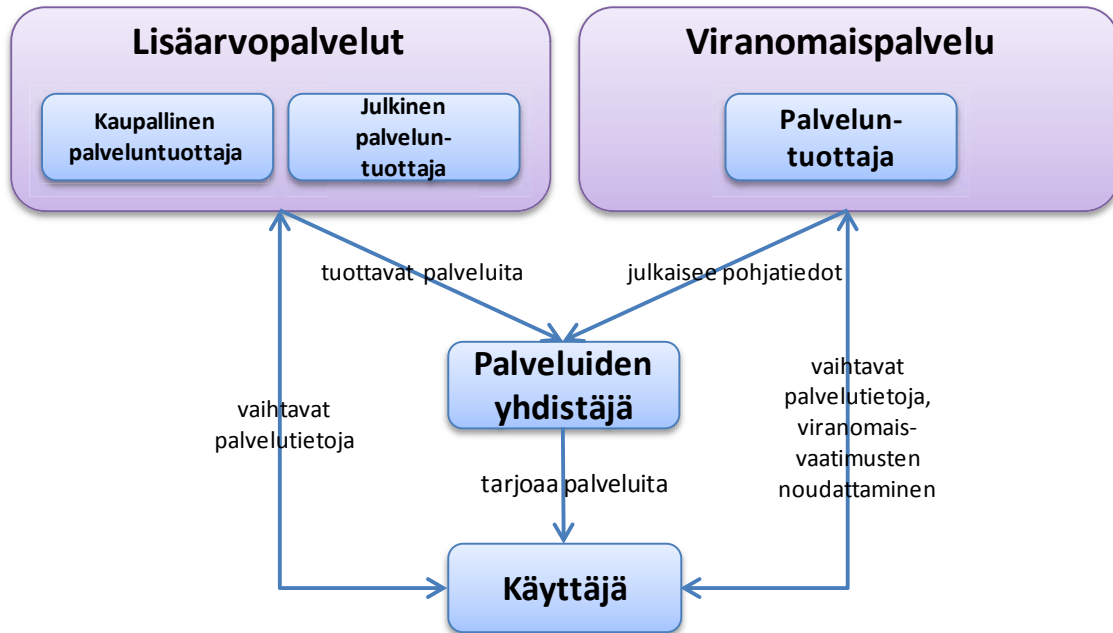 Lisäarvopalvelut
Kaupallinen
palveluntuottaja
Julkinen
palvelun-
tuottaja
Viranomaispalvelu
Palvelun-
tuottaja
tuottavat palveluita
julkaisee pohjatiedot
Palveluiden
yhdistäjä
vaihtavat
palvelutietoja
vaihtavat
palvelutietoja,
viranomais-
vaatimusten
noudattaminen
tarjoaa palveluita
Käyttäjä